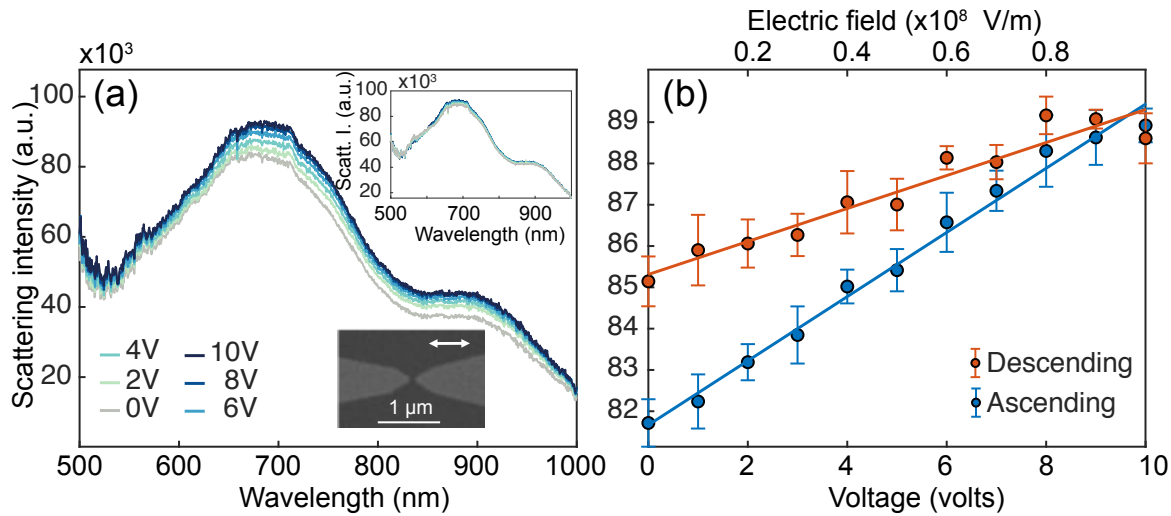 Electric field (x10⁸ V/m)
0.2 0.4 0.6 0.8
x10³
(a)
100
80
60
40
20
Scattering intensity (a.u.)
500 600 700 800 900 1000
Wavelength (nm)
4V 10V
2V 8V
0V 6V
x10³
100
80
60
40
20
Scatt. I. (a.u.)
500 700 900
Wavelength (nm)
1 µm
(b)
89
88
87
86
85
84
83
82
Descending
Ascending
0 2 4 6 8 10
Voltage (volts)